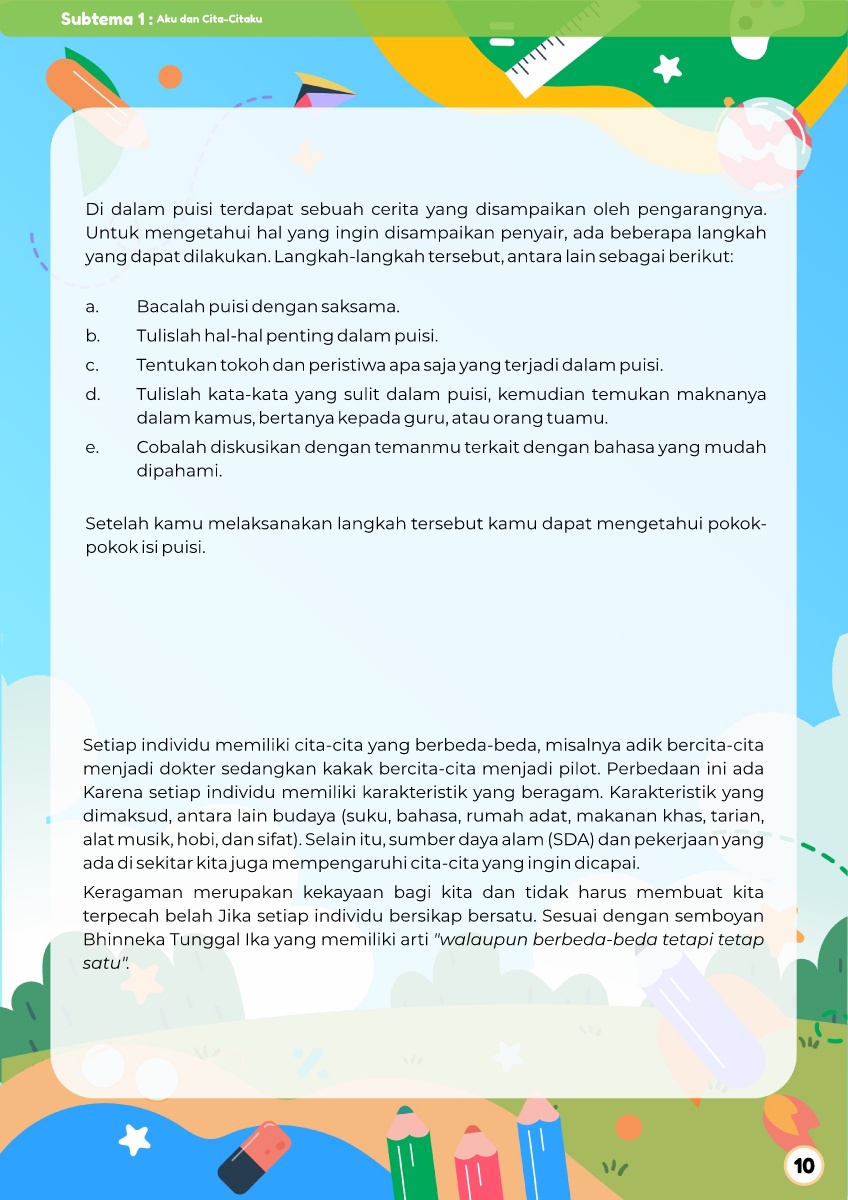 Subtema 1 : Aku dan Cita-Citaku
Di dalam puisi terdapat sebuah cerita yang disampaikan oleh pengarangnya.
Untuk mengetahui hal yang ingin disampaikan penyair, ada beberapa langkah
yang dapat dilakukan. Langkah-langkah tersebut, antara lain sebagai berikut:
a. Bacalah puisi dengan saksama.
b. Tulislah hal-hal penting dalam puisi.
c. Tentukan tokoh dan peristiwa apa saja yang terjadi dalam puisi.
d. Tulislah kata-kata yang sulit dalam puisi, kemudian temukan maknanya
dalam kamus, bertanya kepada guru, atau orang tuamu.
e. Cobalah diskusikan dengan temanmu terkait dengan bahasa yang mudah
dipahami.
Setelah kamu melaksanakan langkah tersebut kamu dapat mengetahui pokok-
pokok isi puisi.
Setiap individu memiliki cita-cita yang berbeda-beda, misalnya adik bercita-cita
menjadi dokter sedangkan kakak bercita-cita menjadi pilot. Perbedaan ini ada
Karena setiap individu memiliki karakteristik yang beragam. Karakteristik yang
dimaksud, antara lain budaya (suku, bahasa, rumah adat, makanan khas, tarian,
alat musik, hobi, dan sifat). Selain itu, sumber daya alam (SDA) dan pekerjaan yang
ada di sekitar kita juga mempengaruhi cita-cita yang ingin dicapai.
Keragaman merupakan kekayaan bagi kita dan tidak harus membuat kita
terpecah belah Jika setiap individu bersikap bersatu. Sesuai dengan semboyan
Bhinneka Tunggal Ika yang memiliki arti "walaupun berbeda-beda tetapi tetap
satu".
10